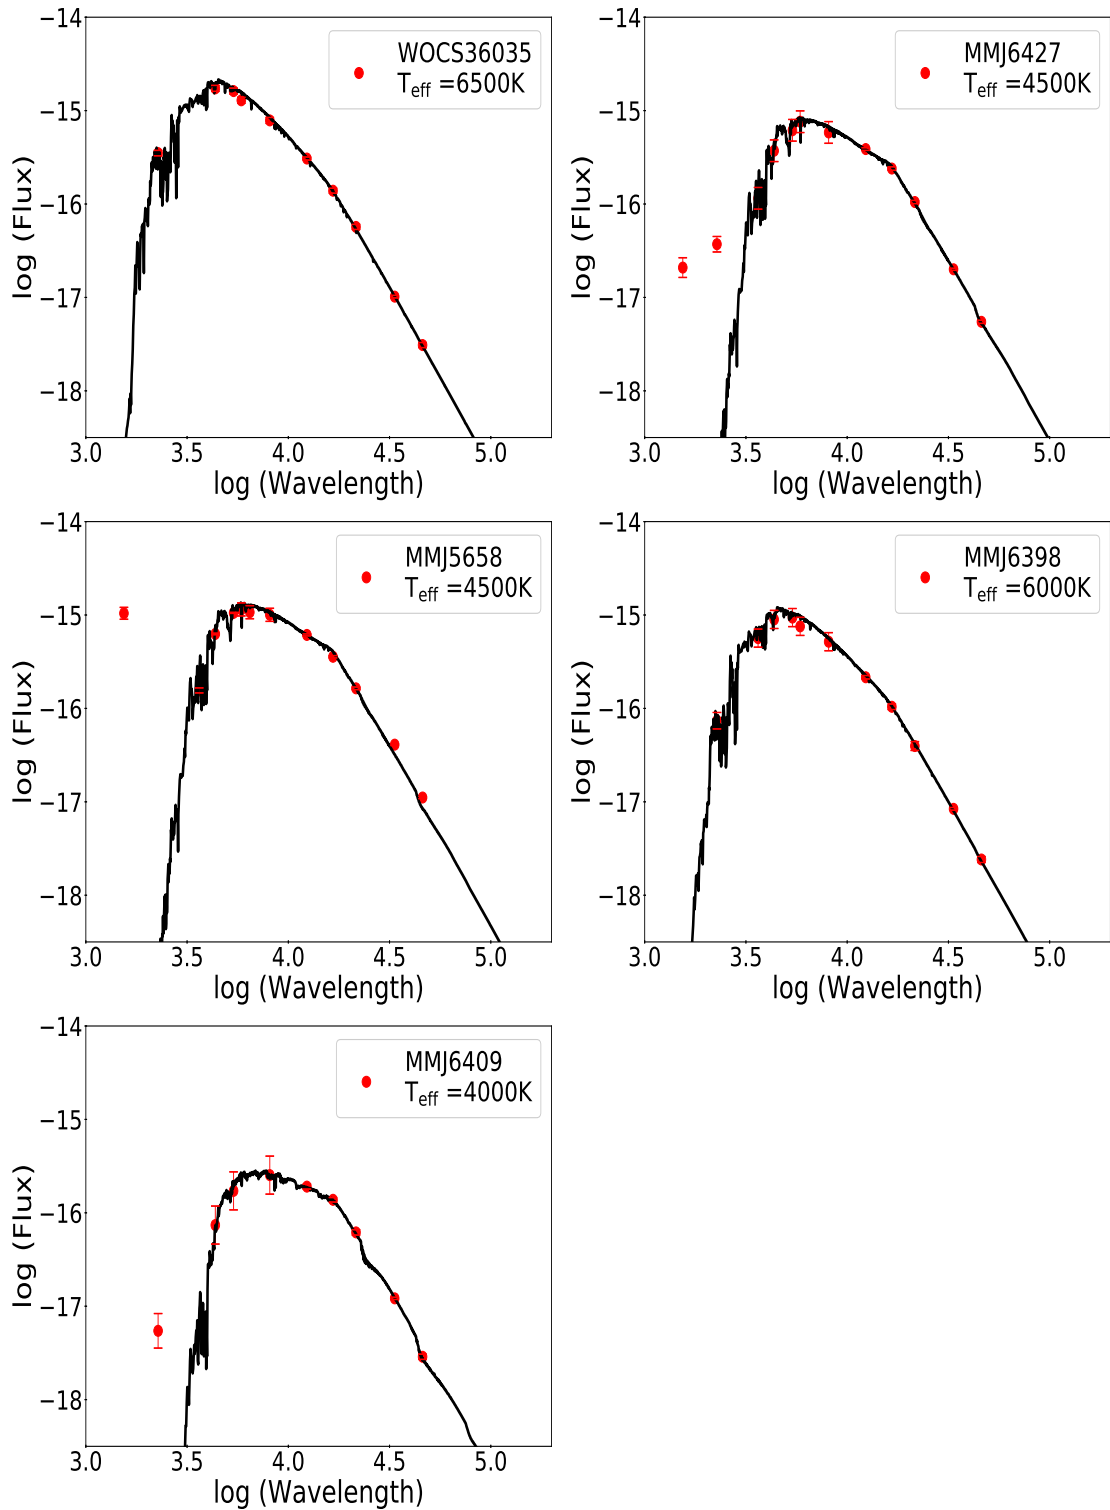 −14
−15
−16
−17
−18
log (Flux)
WOCS36035
T_eff =6500K
3.0 3.5 4.0 4.5 5.0
log (Wavelength)
−14
−15
−16
−17
−18
log (Flux)
MMJ6427
T_eff =4500K
3.0 3.5 4.0 4.5 5.0
log (Wavelength)
−14
−15
−16
−17
−18
log (Flux)
MMJ5658
T_eff =4500K
3.0 3.5 4.0 4.5 5.0
log (Wavelength)
−14
−15
−16
−17
−18
log (Flux)
MMJ6398
T_eff =6000K
3.0 3.5 4.0 4.5 5.0
log (Wavelength)
−14
−15
−16
−17
−18
log (Flux)
MMJ6409
T_eff =4000K
3.0 3.5 4.0 4.5 5.0
log (Wavelength)